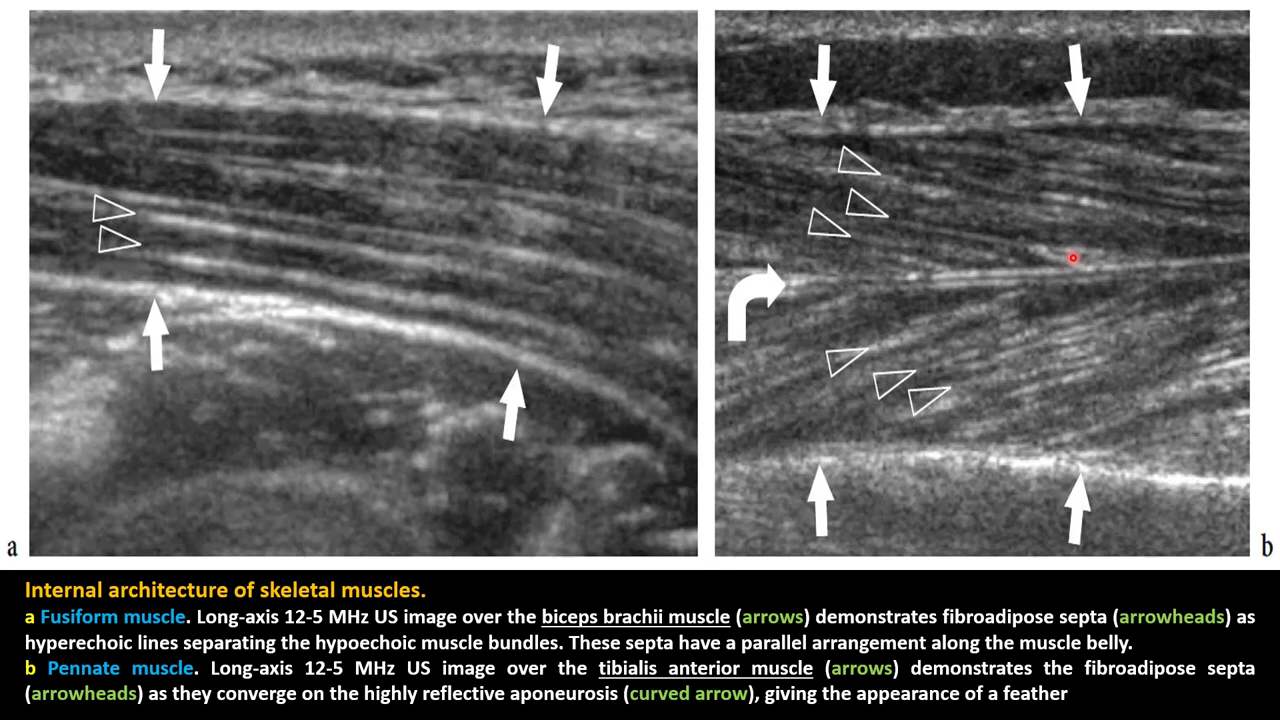 a
b
Internal architecture of skeletal muscles.
a Fusiform muscle. Long-axis 12-5 MHz US image over the biceps brachii muscle (arrows) demonstrates fibroadipose septa (arrowheads) as
hyperechoic lines separating the hypoechoic muscle bundles. These septa have a parallel arrangement along the muscle belly.
b Pennate muscle. Long-axis 12-5 MHz US image over the tibialis anterior muscle (arrows) demonstrates the fibroadipose septa
(arrowheads) as they converge on the highly reflective aponeurosis (curved arrow), giving the appearance of a feather